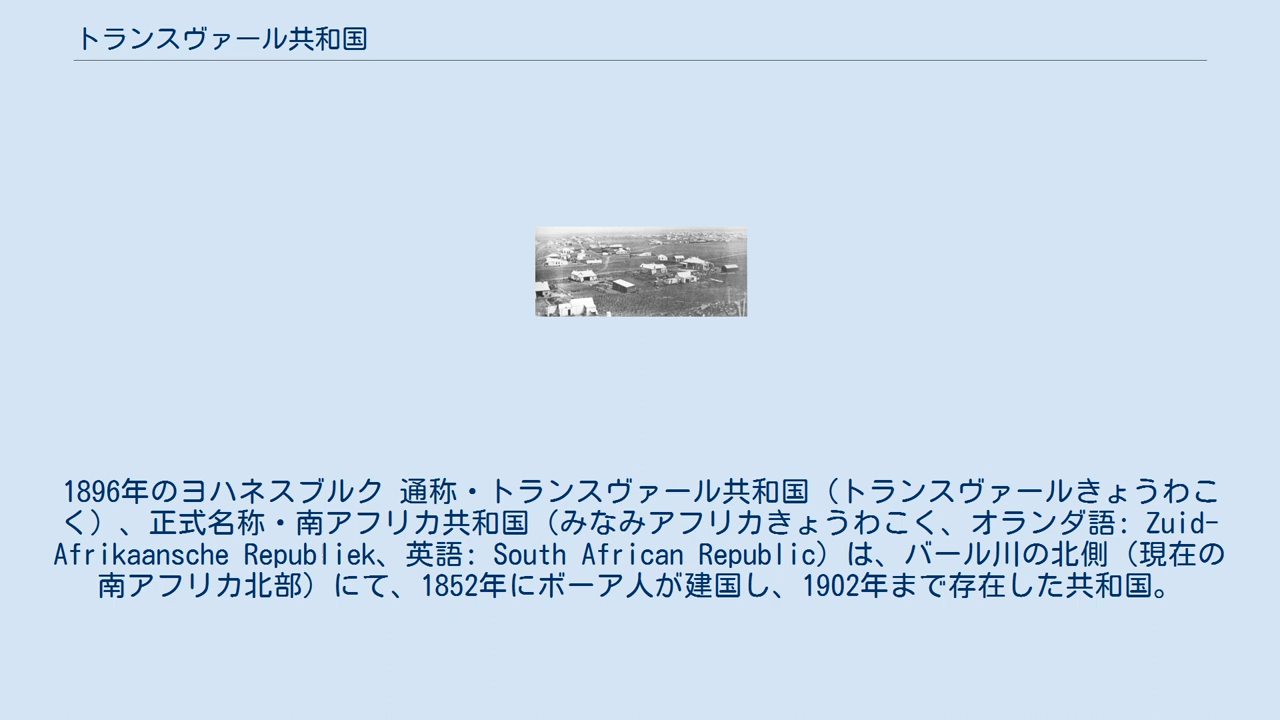 トランスヴァール共和国
1896年のヨハネスブルク 通称・トランスヴァール共和国（トランスヴァールきょうわこ
く）、正式名称・南アフリカ共和国（みなみアフリカきょうわこく、オランダ語: Zuid-
Afrikaansche Republiek、英語: South African Republic）は、バール川の北側（現在の
南アフリカ北部）にて、1852年にボーア人が建国し、1902年まで存在した共和国。